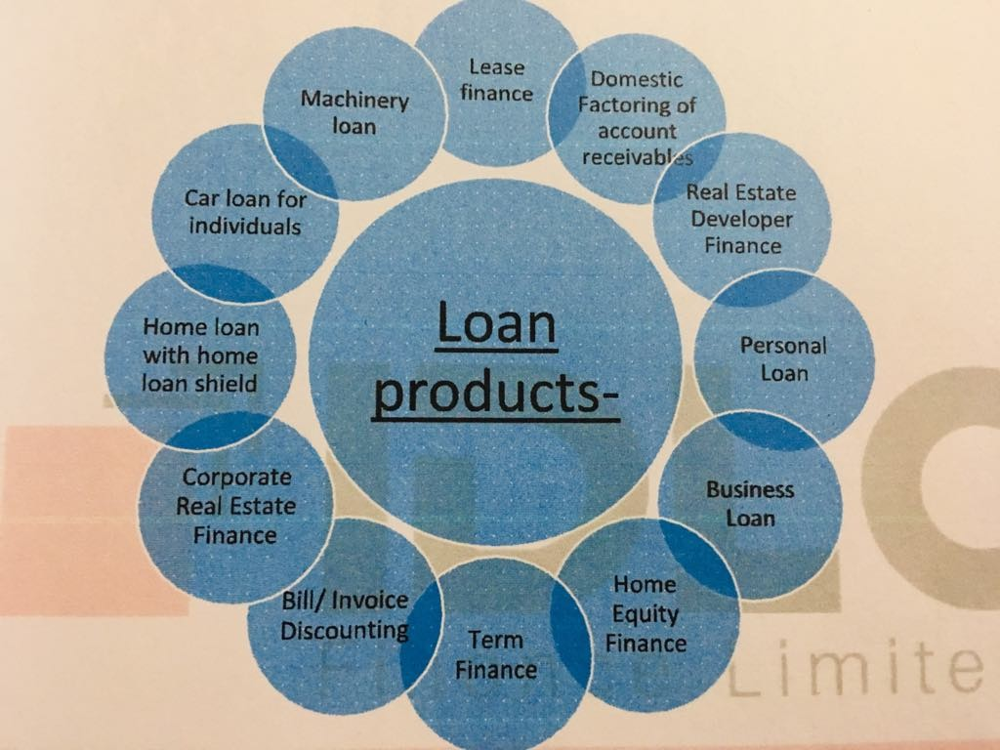 Loan
products-
Lease
finance
Domestic
Factoring of
account
receivables
Real Estate
Developer
Finance
Personal
Loan
Business
Loan
Home
Equity
Finance
Term
Finance
Bill/ Invoice
Discounting
Corporate
Real Estate
Finance
Home loan
with home
loan shield
Car loan for
individuals
Machinery
loan
IDLC
Finance Limite